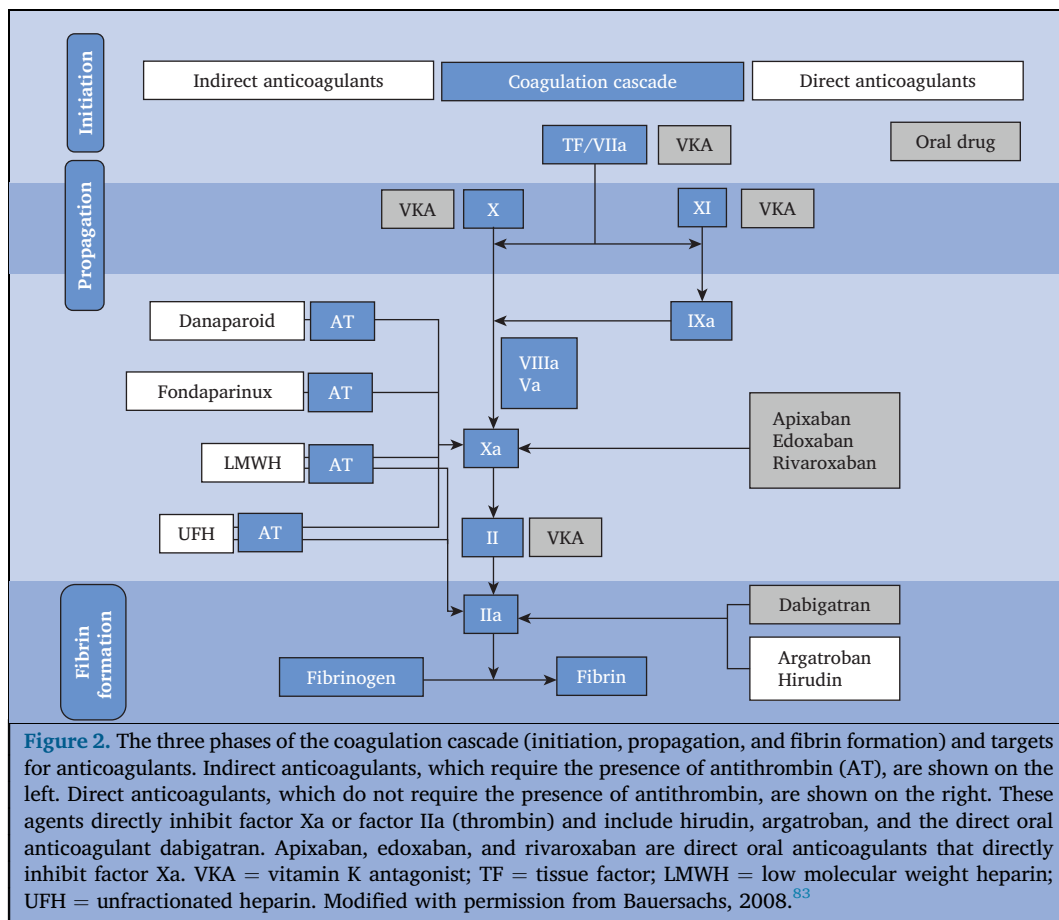 Initiation
Indirect anticoagulants
Coagulation cascade
Direct anticoagulants
TF/VIIa
VKA
Oral drug
Propagation
VKA
X
XI
VKA
Danaparoid
AT
IXa
VIIIa
Va
Fondaparinux
AT
Apixaban
Edoxaban
Rivaroxaban
Xa
LMWH
AT
UFH
AT
II
VKA
Fibrin
formation
IIa
Dabigatran
Argatroban
Hirudin
Fibrinogen
Fibrin
Figure 2. The three phases of the coagulation cascade (initiation, propagation, and fibrin formation) and targets
for anticoagulants. Indirect anticoagulants, which require the presence of antithrombin (AT), are shown on the
left. Direct anticoagulants, which do not require the presence of antithrombin, are shown on the right. These
agents directly inhibit factor Xa or factor IIa (thrombin) and include hirudin, argatroban, and the direct oral
anticoagulant dabigatran. Apixaban, edoxaban, and rivaroxaban are direct oral anticoagulants that directly
inhibit factor Xa. VKA = vitamin K antagonist; TF = tissue factor; LMWH = low molecular weight heparin;
UFH = unfractionated heparin. Modified with permission from Bauersachs, 2008.83